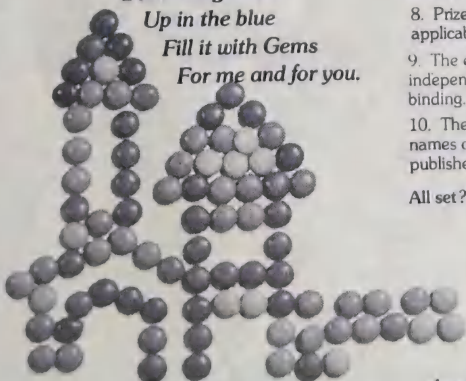 Up in the blue
Fill it with Gems
For me and for you.
8. Prize
applicab
9. The
indepen
binding.
10. The
names o
publishe
All set?